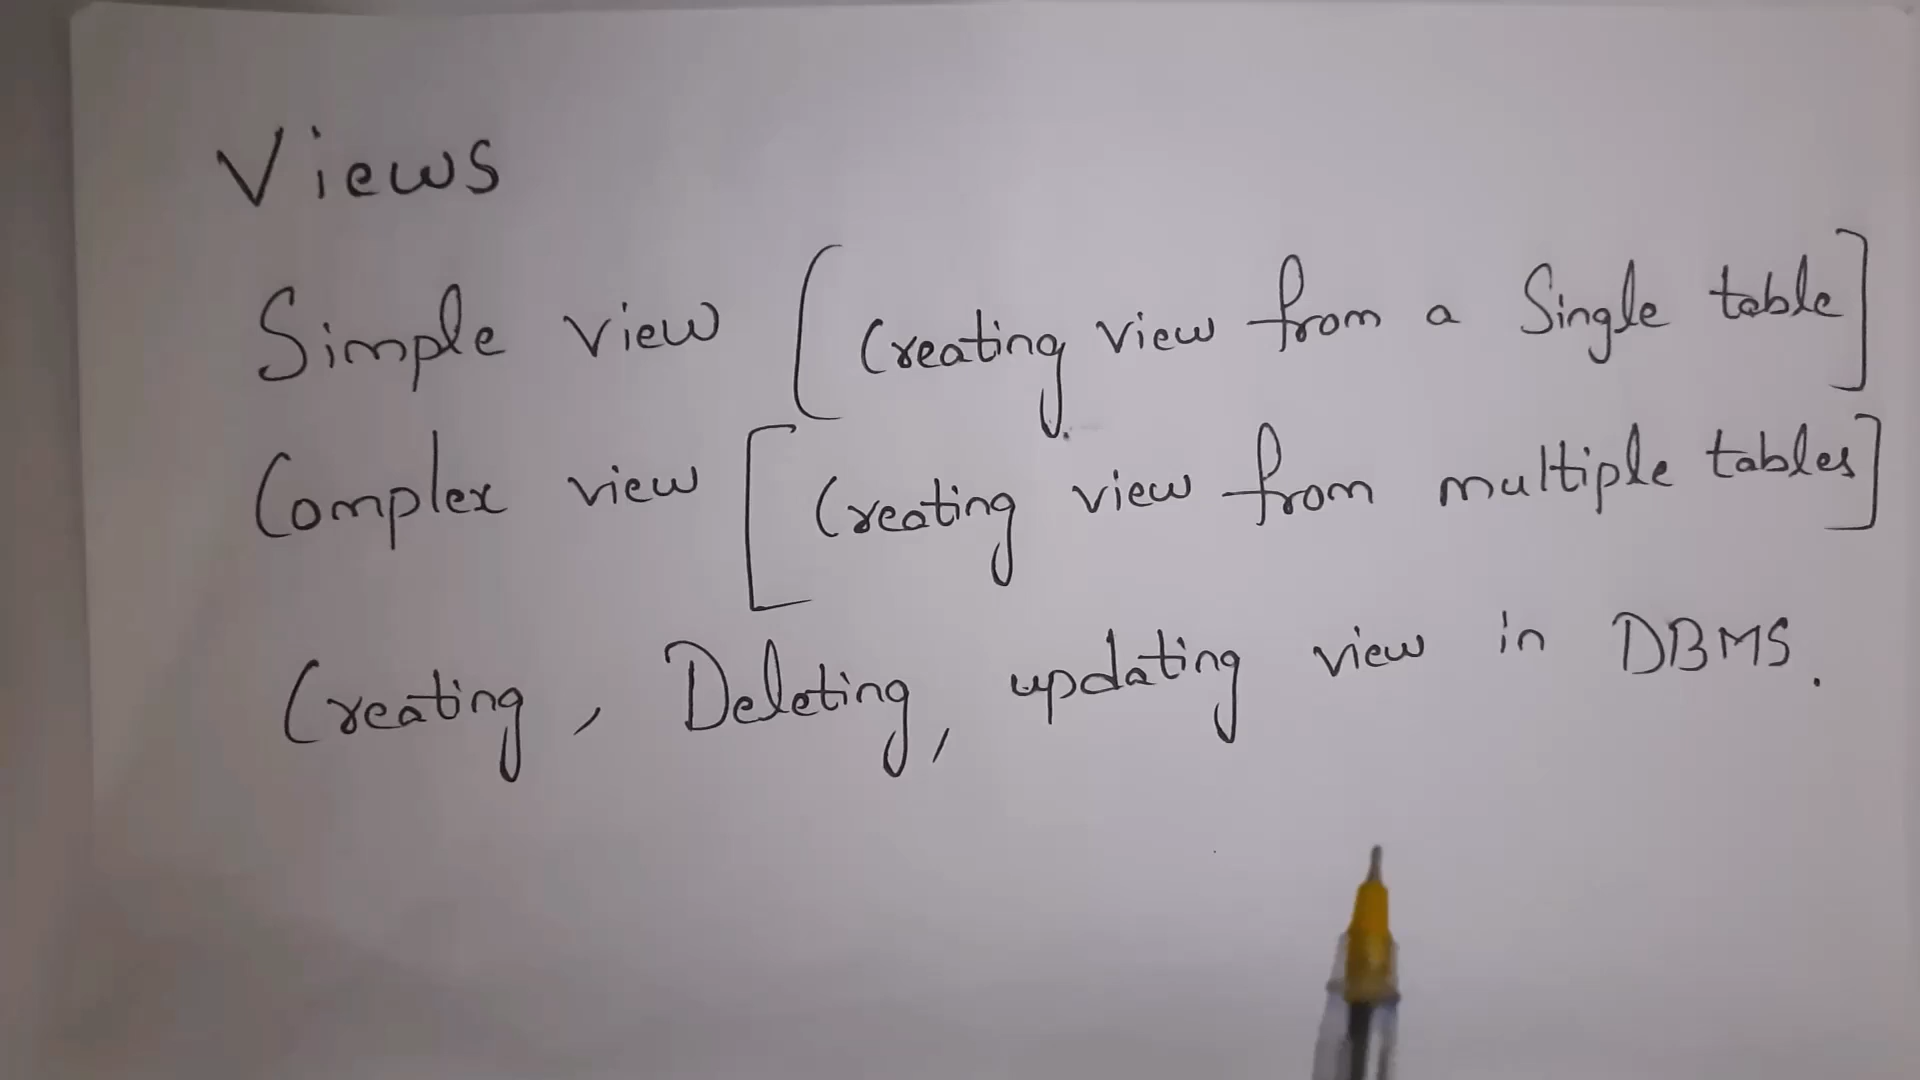 Views
Simple view [Creating view from a Single table]
Complex view [Creating view from multiple tables]
Creating, Deleting, updating view in DBMS.